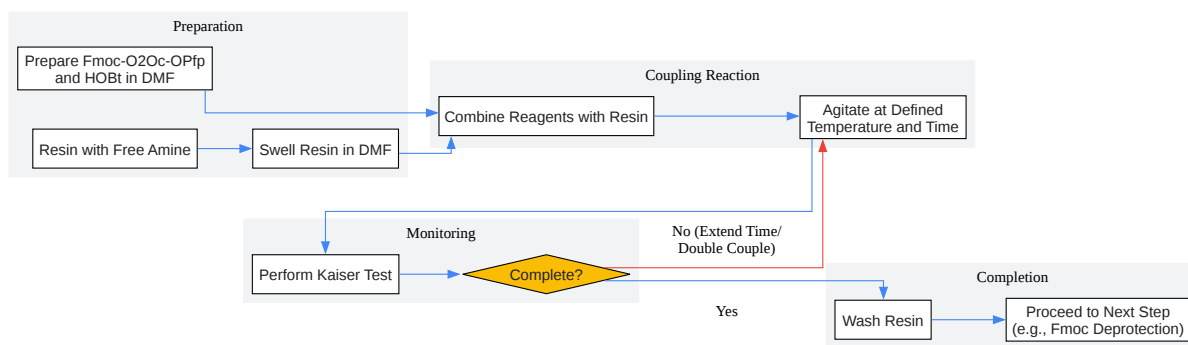 Preparation
Prepare Fmoc-O2Oc-OPfp
and HOBt in DMF
Resin with Free Amine
Swell Resin in DMF
Coupling Reaction
Combine Reagents with Resin
Agitate at Defined
Temperature and Time
Monitoring
Perform Kaiser Test
Complete?
No (Extend Time/
Double Couple)
Yes
Completion
Wash Resin
Proceed to Next Step
(e.g., Fmoc Deprotection)